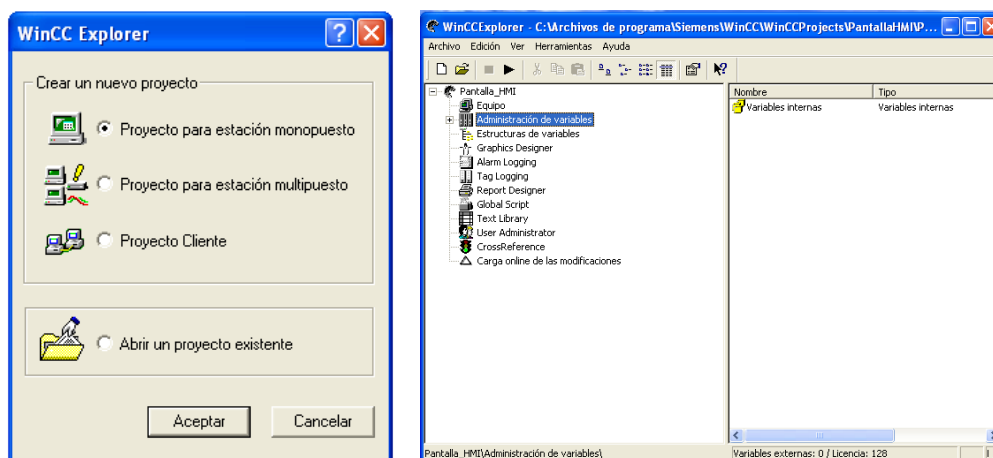 WinCC Explorer
Crear un nuevo proyecto
Proyecto para estación monopuesto
Proyecto para estación multipuesto
Proyecto Cliente
Abrir un proyecto existente
Aceptar Cancelar
WinCCExplorer - C:\Archivos de programa\Siemens\WinCC\WinCCProjects\PantallaHMI\P...
Archivo Edición Ver Herramientas Ayuda
Pantalla_HMI
Equipo
Administración de variables
Estructuras de variables
Graphics Designer
Alarm Logging
Tag Logging
Report Designer
Global Script
Text Library
User Administrator
CrossReference
Carga online de las modificaciones
Nombre Tipo
Variables internas Variables internas
Pantalla_HMI\Administración de variables\ Variables externas: 0 / Licencia: 128